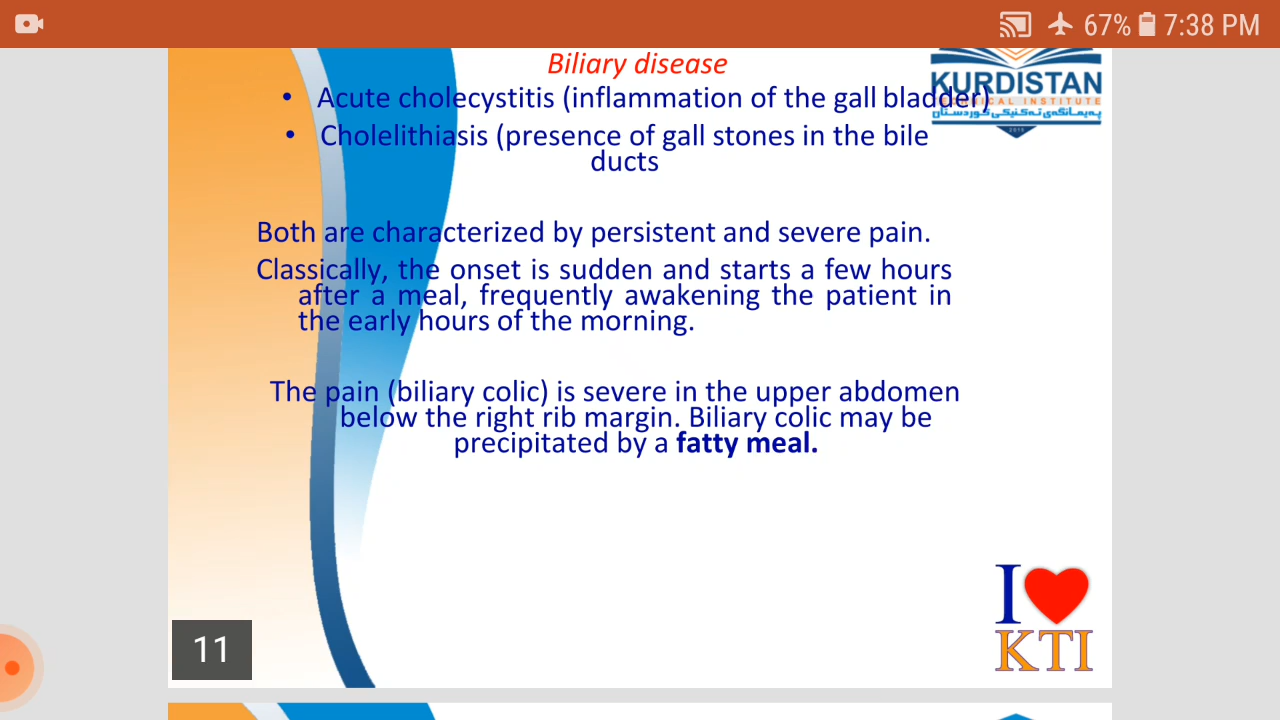 67% 7:38 PM
Biliary disease
KURDISTAN
• Acute cholecystitis (inflammation of the gall bladder)
پەیمانگەی تەکنیکی کوردستان
• Cholelithiasis (presence of gall stones in the bile
ducts
Both are characterized by persistent and severe pain.
Classically, the onset is sudden and starts a few hours
after a meal, frequently awakening the patient in
the early hours of the morning.
The pain (biliary colic) is severe in the upper abdomen
below the right rib margin. Biliary colic may be
precipitated by a fatty meal.
I
KTI
11